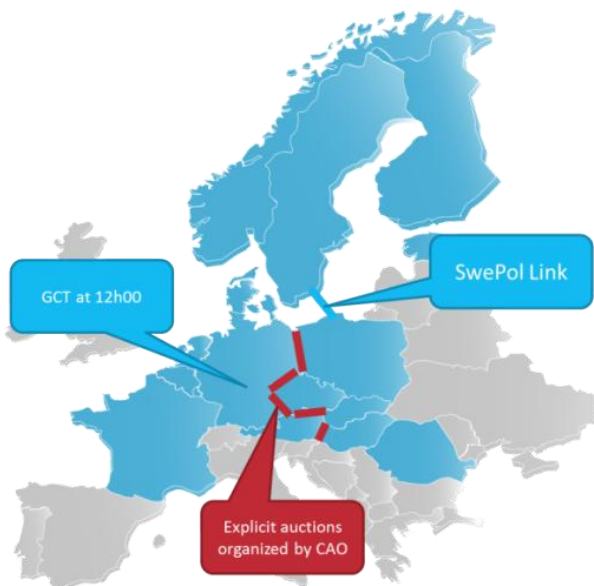 SwePol Link
GCT at 12h00
Explicit auctions
organized by CAO